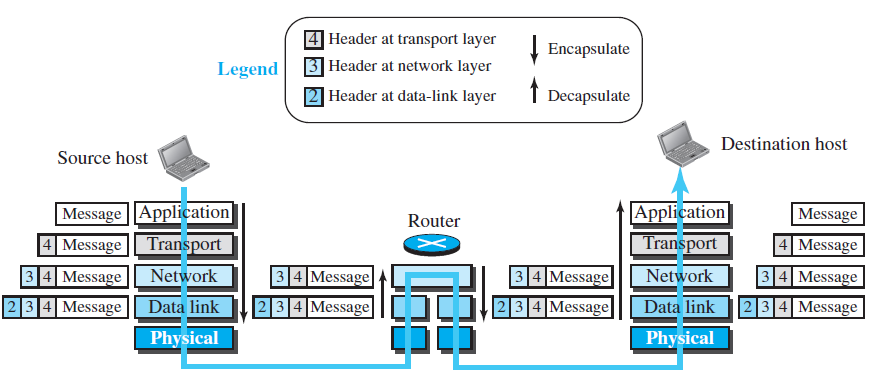 Legend
4 Header at transport layer
3 Header at network layer
2 Header at data-link layer
Encapsulate
Decapsulate
Source host
Destination host
Router
Message Application
4 Message Transport
3 4 Message Network
2 3 4 Message Data link
Physical
3 4 Message
2 3 4 Message
3 4 Message
2 3 4 Message
Application Message
Transport 4 Message
Network 3 4 Message
Data link 2 3 4 Message
Physical